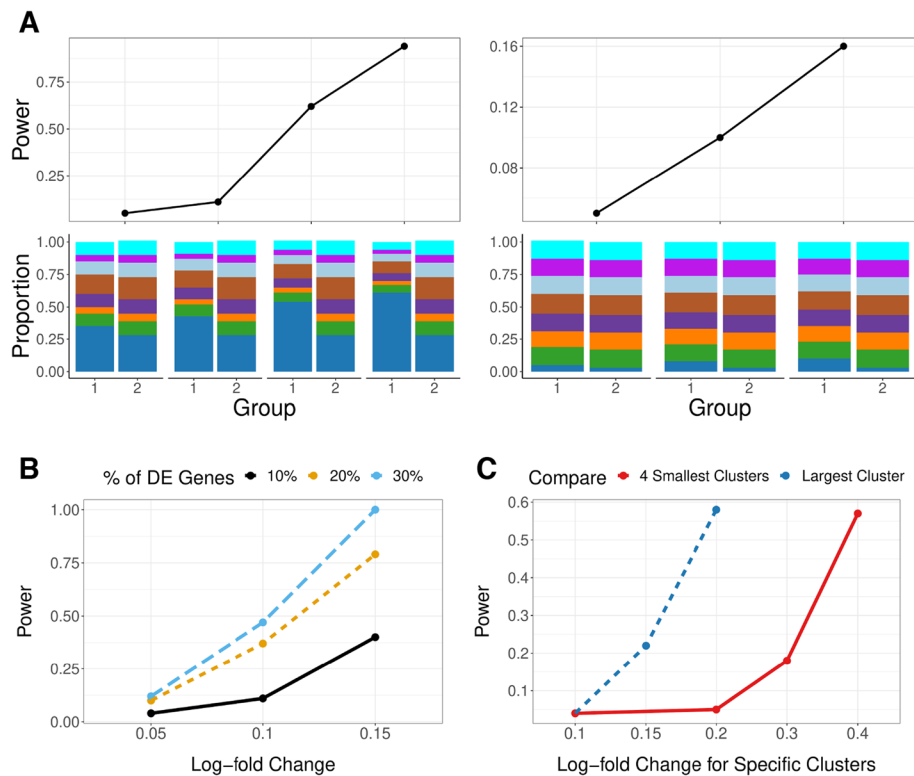 A
Power
0.75
0.50
0.25
0.16
0.12
0.08
Proportion
1.00
0.75
0.50
0.25
0.00
1 2 1 2 1 2 1 2
Group
1.00
0.75
0.50
0.25
0.00
1 2 1 2 1 2
Group
B
% of DE Genes 10% 20% 30%
Power
1.00
0.75
0.50
0.25
0.00
0.05 0.1 0.15
Log-fold Change
C
Compare 4 Smallest Clusters Largest Cluster
Power
0.6
0.5
0.4
0.3
0.2
0.1
0.1 0.15 0.2 0.3 0.4
Log-fold Change for Specific Clusters